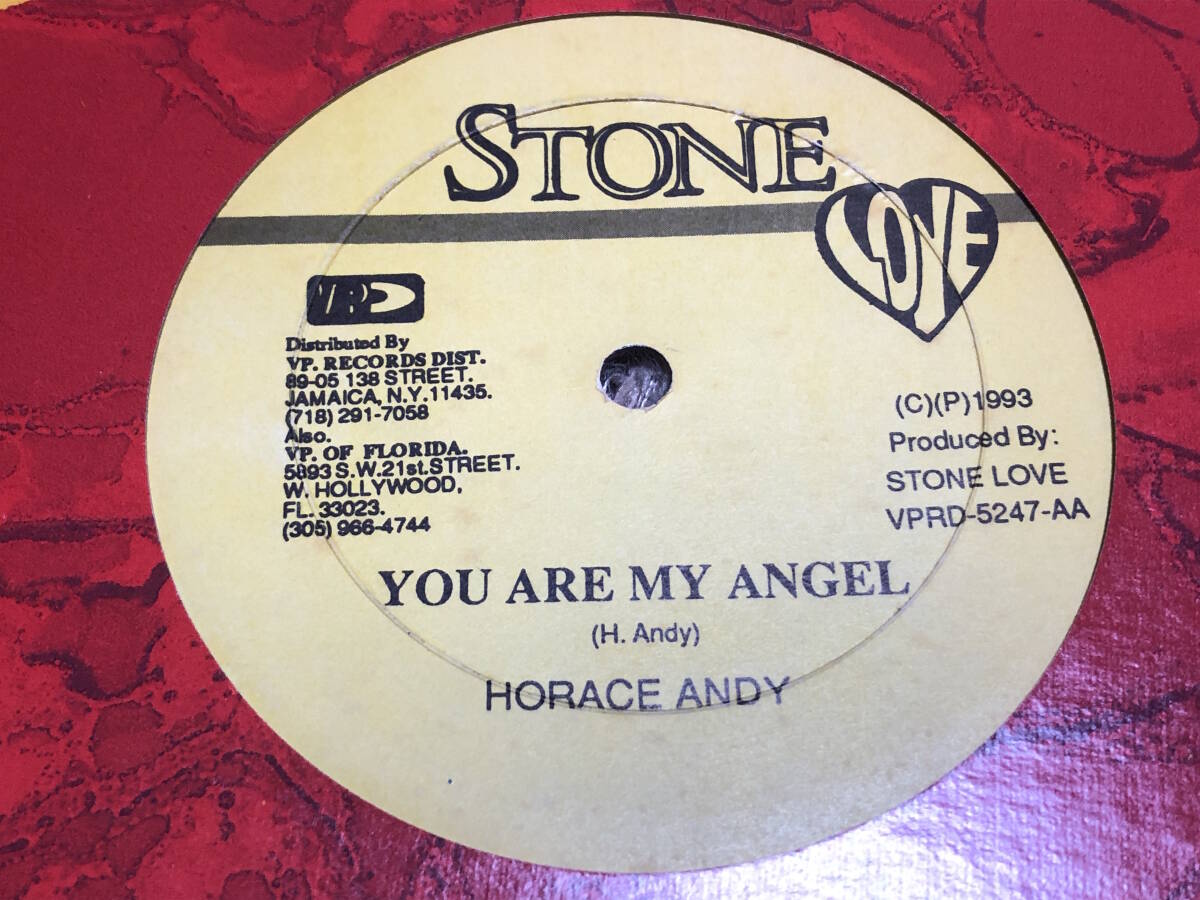 STONE
LOVE
VP
Distributed By
VP. RECORDS DIST.
89-05 138 STREET.
JAMAICA, N.Y. 11435.
(718) 291-7058
Also.
VP. OF FLORIDA.
5893 S.W. 21st. STREET.
W. HOLLYWOOD,
FL. 33023.
(305) 966-4744
(C)(P)1993
Produced By:
STONE LOVE
VPRD-5247-AA
YOU ARE MY ANGEL
(H. Andy)
HORACE ANDY